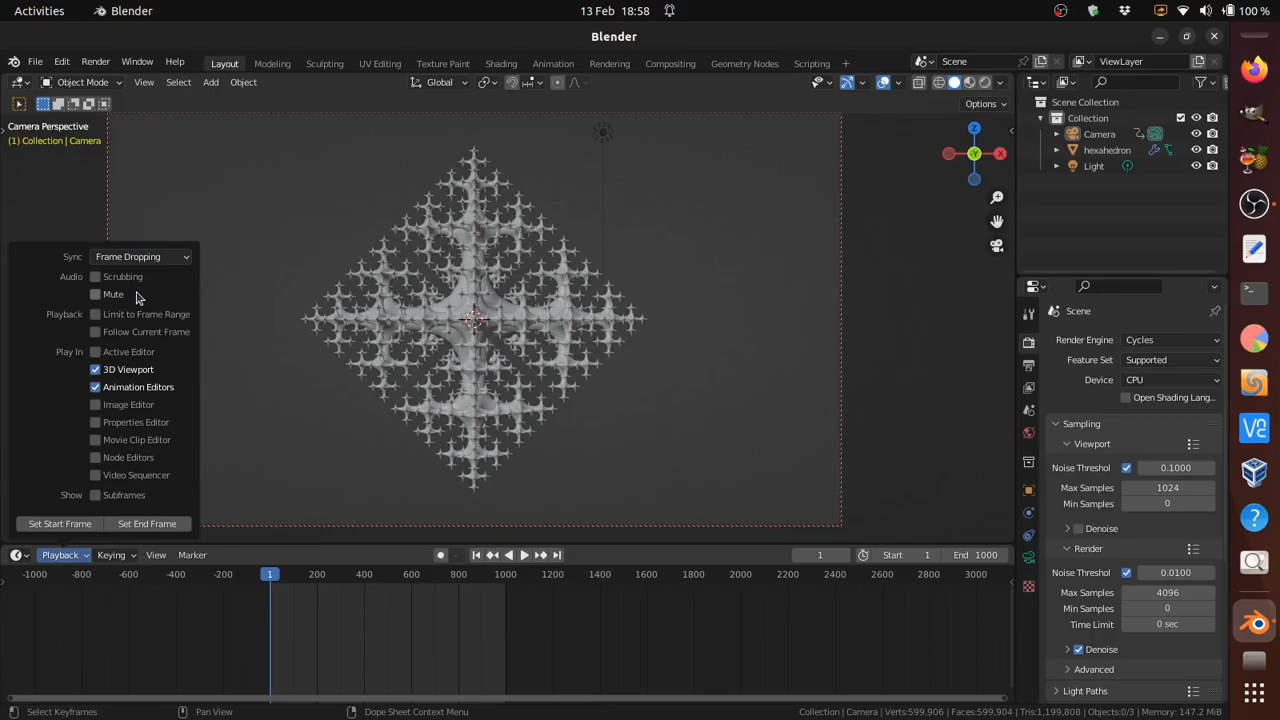 Activities
Blender
13 Feb 18:58
100 %
Blender
File Edit Render Window Help
Layout Modeling Sculpting UV Editing Texture Paint Shading Animation Rendering Compositing Geometry Nodes Scripting +
Scene
ViewLayer
Object Mode View Select Add Object
Global
Options
Camera Perspective
(1) Collection | Camera
Z
-Y
X
Scene Collection
Collection
Camera
hexahedron
Light
Sync Frame Dropping
Audio Scrubbing
Mute
Playback Limit to Frame Range
Follow Current Frame
Play In Active Editor
3D Viewport
Animation Editors
Image Editor
Properties Editor
Movie Clip Editor
Node Editors
Video Sequencer
Show Subframes
Set Start Frame Set End Frame
Scene
Render Engine Cycles
Feature Set Supported
Device CPU
Open Shading Lang...
Sampling
Viewport
Noise Threshol 0.1000
Max Samples 1024
Min Samples 0
Denoise
Render
Noise Threshol 0.0100
Max Samples 4096
Min Samples 0
Time Limit 0 sec
Denoise
Advanced
Light Paths
Playback Keying View Marker
1
Start 1
End 1000
-1000 -800 -600 -400 -200 1 200 400 600 800 1000 1200 1400 1600 1800 2000 2200 2400 2600 2800 3000
Select Keyframes
Pan View
Dope Sheet Context Menu
Collection | Camera Verts:599,906 | Faces:599,904 | Tris:1,199,808 | Objects:0/3 | Memory: 147.2 MiB